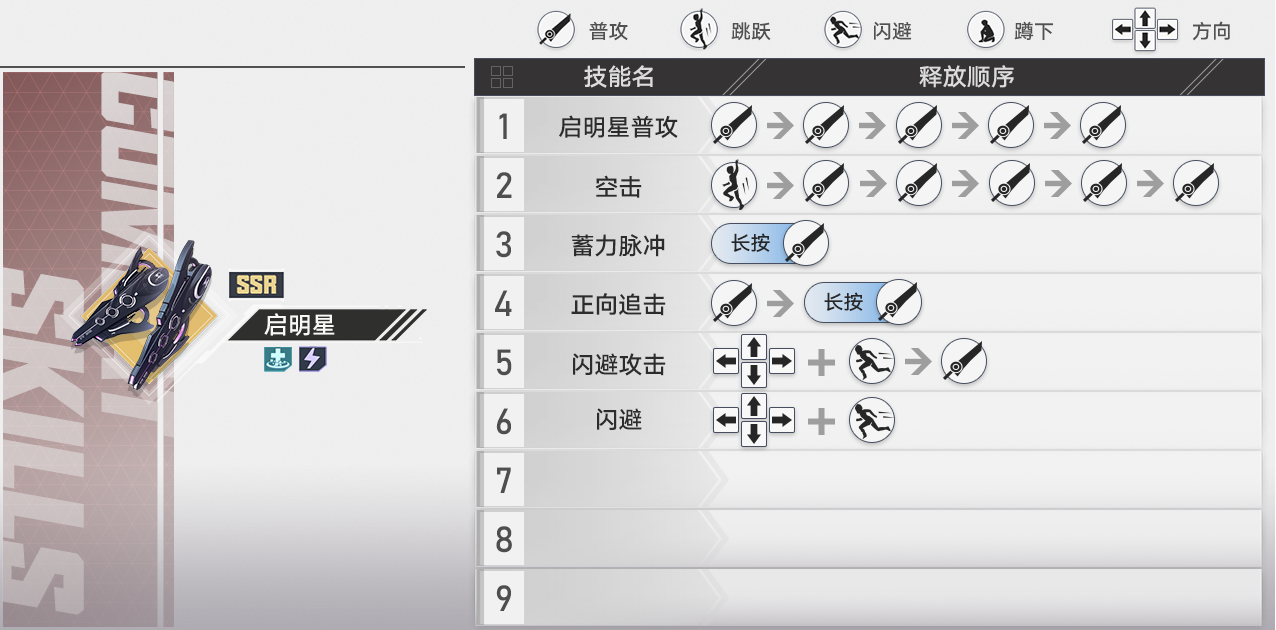 普攻 跳跃 闪避 蹲下 方向
技能名 释放顺序
1 启明星普攻
2 空击
3 蓄力脉冲 长按
4 正向追击 长按
5 闪避攻击
6 闪避
7
8
9
SSR
启明星
COMBAT
SKILLS